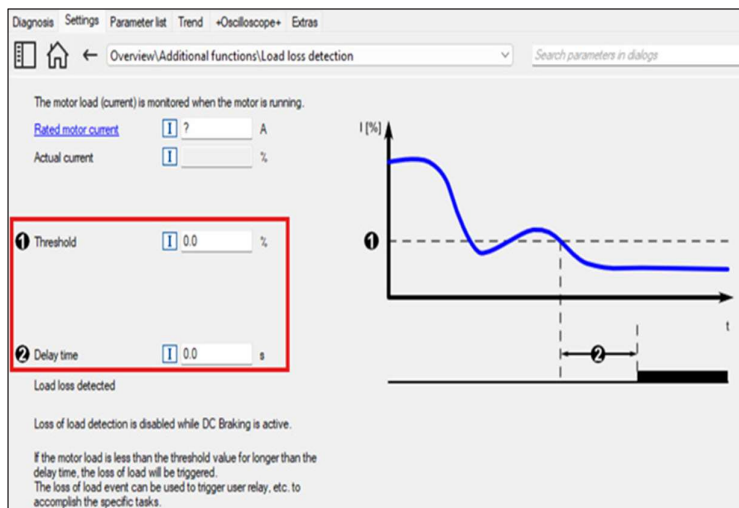 Diagnosis Settings Parameter list Trend +Oscilloscope+ Extras
Overview\Additional functions\Load loss detection
Search parameters in dialogs
The motor load (current) is monitored when the motor is running.
Rated motor current I ? A
Actual current I %
1 Threshold I 0.0 %
2 Delay time I 0.0 s
Load loss detected
Loss of load detection is disabled while DC Braking is active.
If the motor load is less than the threshold value for longer than the
delay time, the loss of load will be triggered.
The loss of load event can be used to trigger user relay, etc. to
accomplish the specific tasks.
I [%]
1
t
2